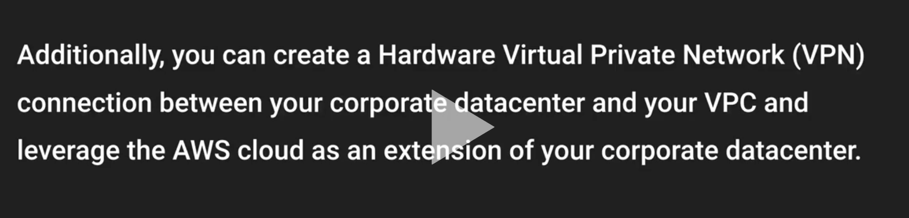 Additionally, you can create a Hardware Virtual Private Network (VPN)
connection between your corporate datacenter and your VPC and
leverage the AWS cloud as an extension of your corporate datacenter.